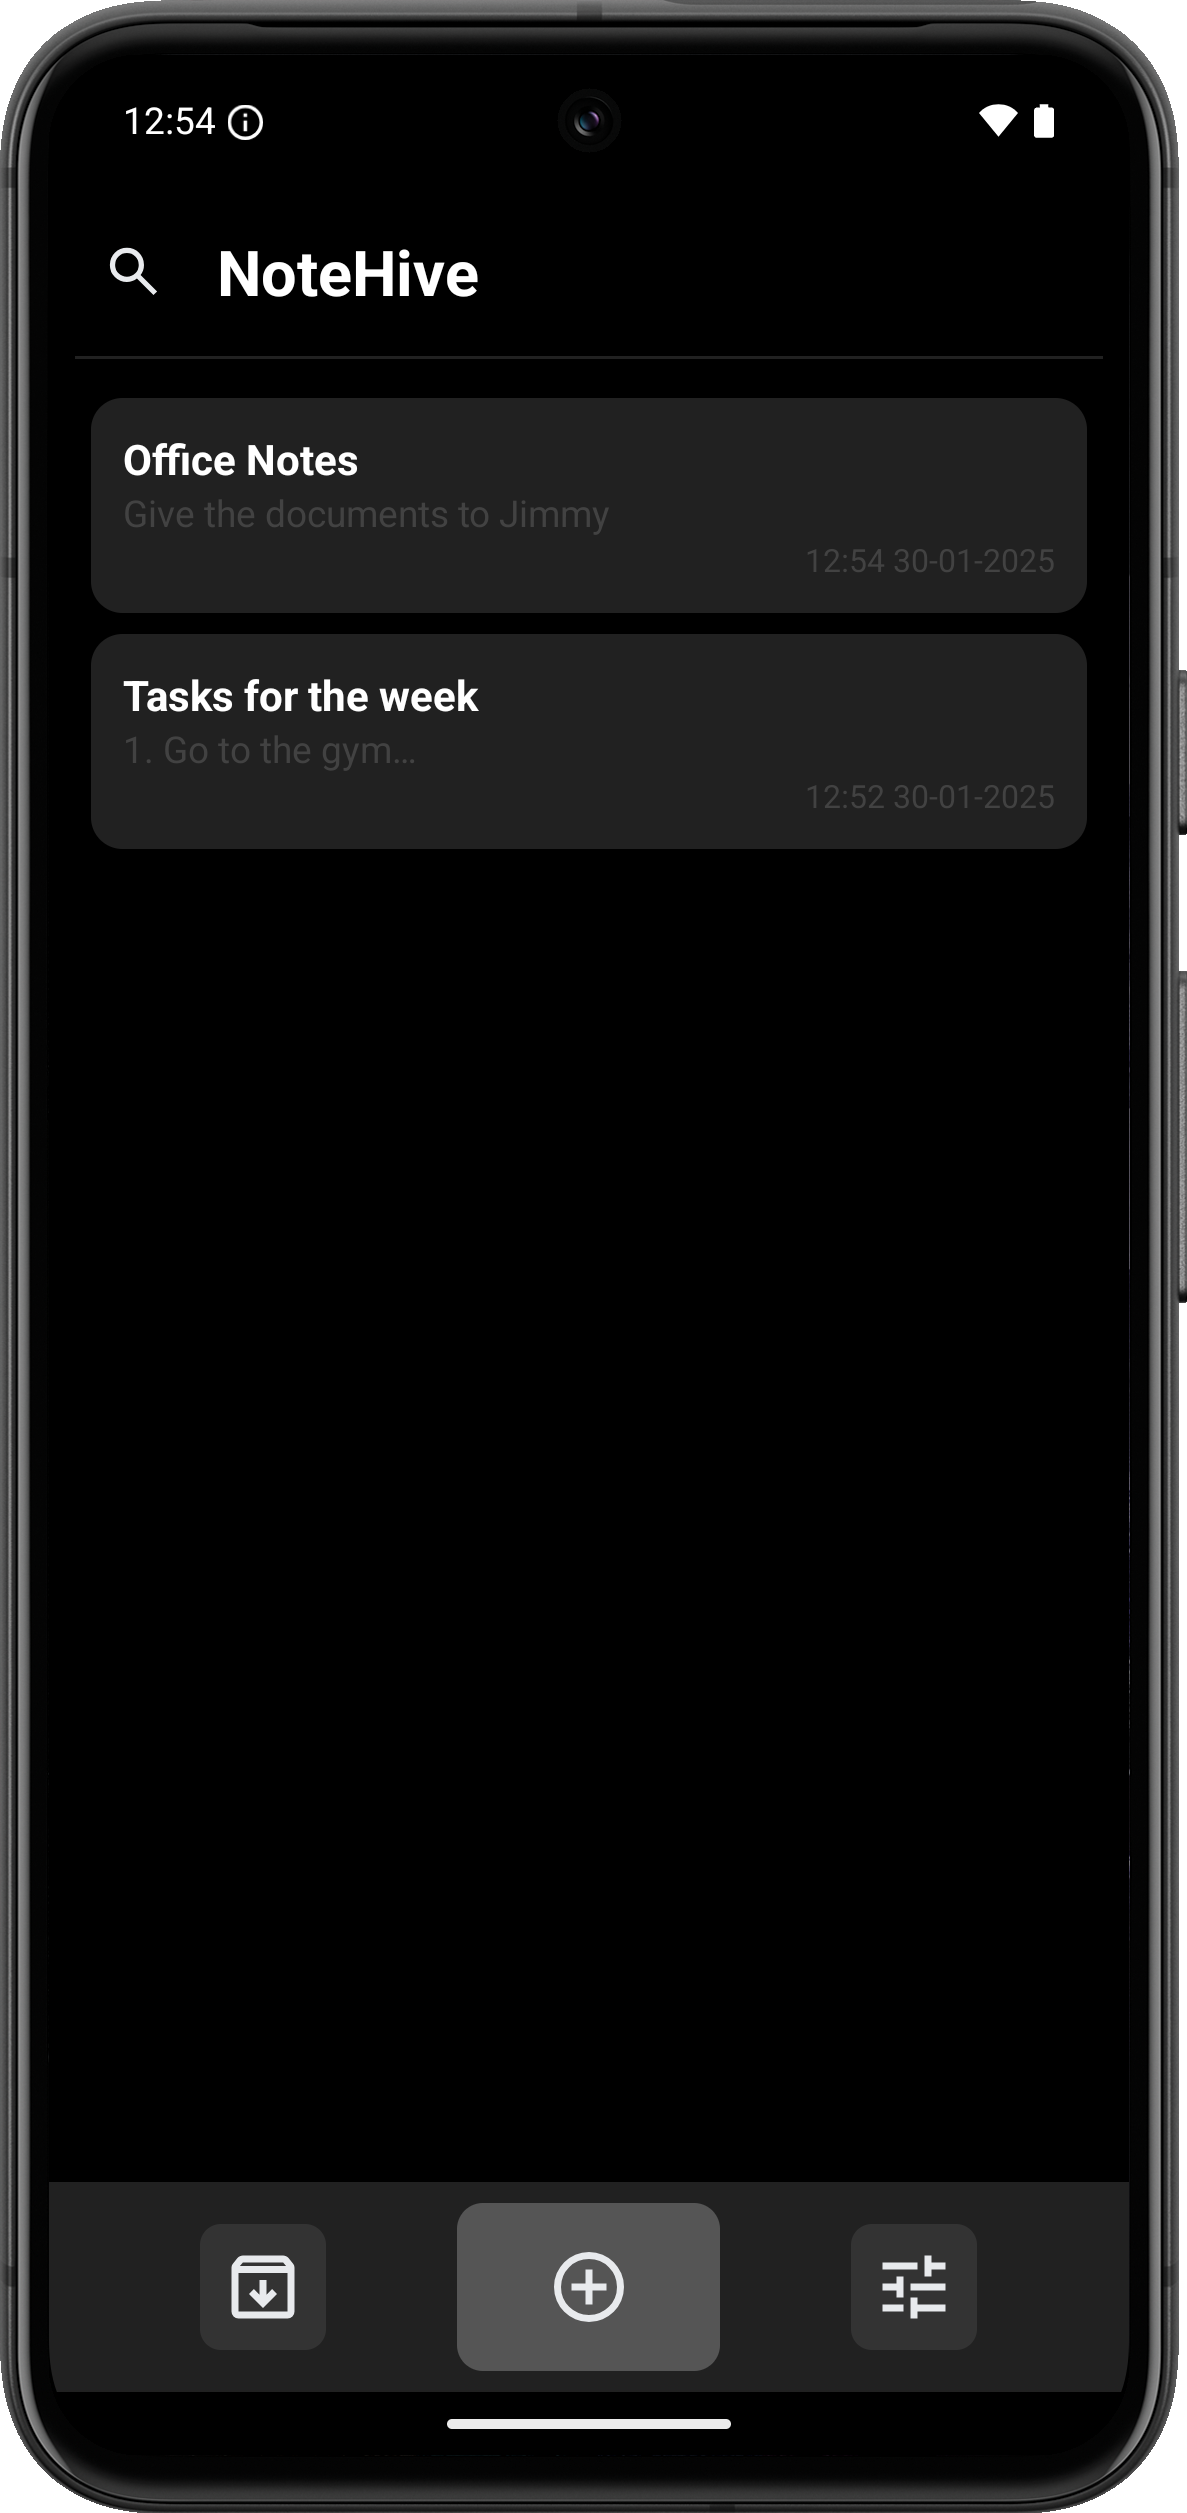 12:54
NoteHive
Office Notes
Give the documents to Jimmy
12:54 30-01-2025
Tasks for the week
1. Go to the gym...
12:52 30-01-2025